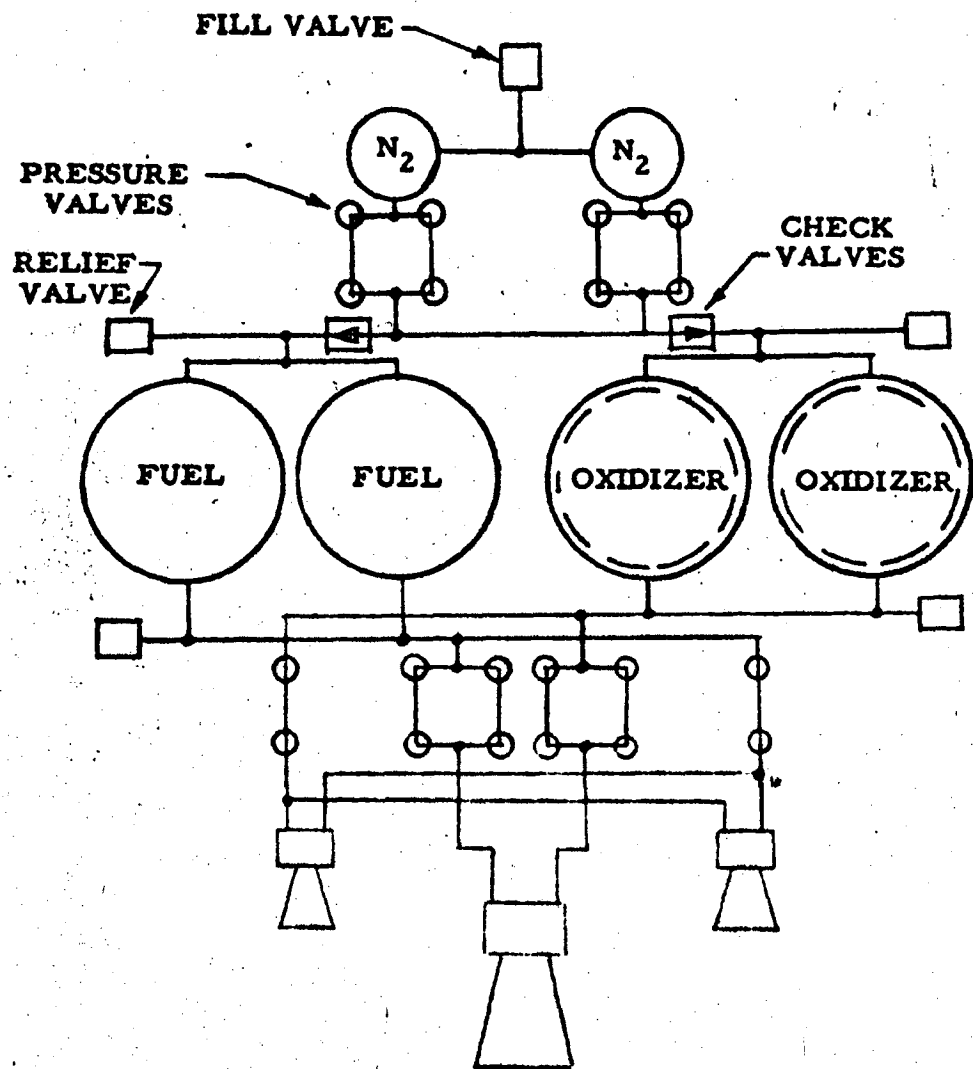 FILL VALVE
N2
N2
PRESSURE
VALVES
CHECK
VALVES
RELIEF
VALVE
FUEL
FUEL
OXIDIZER
OXIDIZER